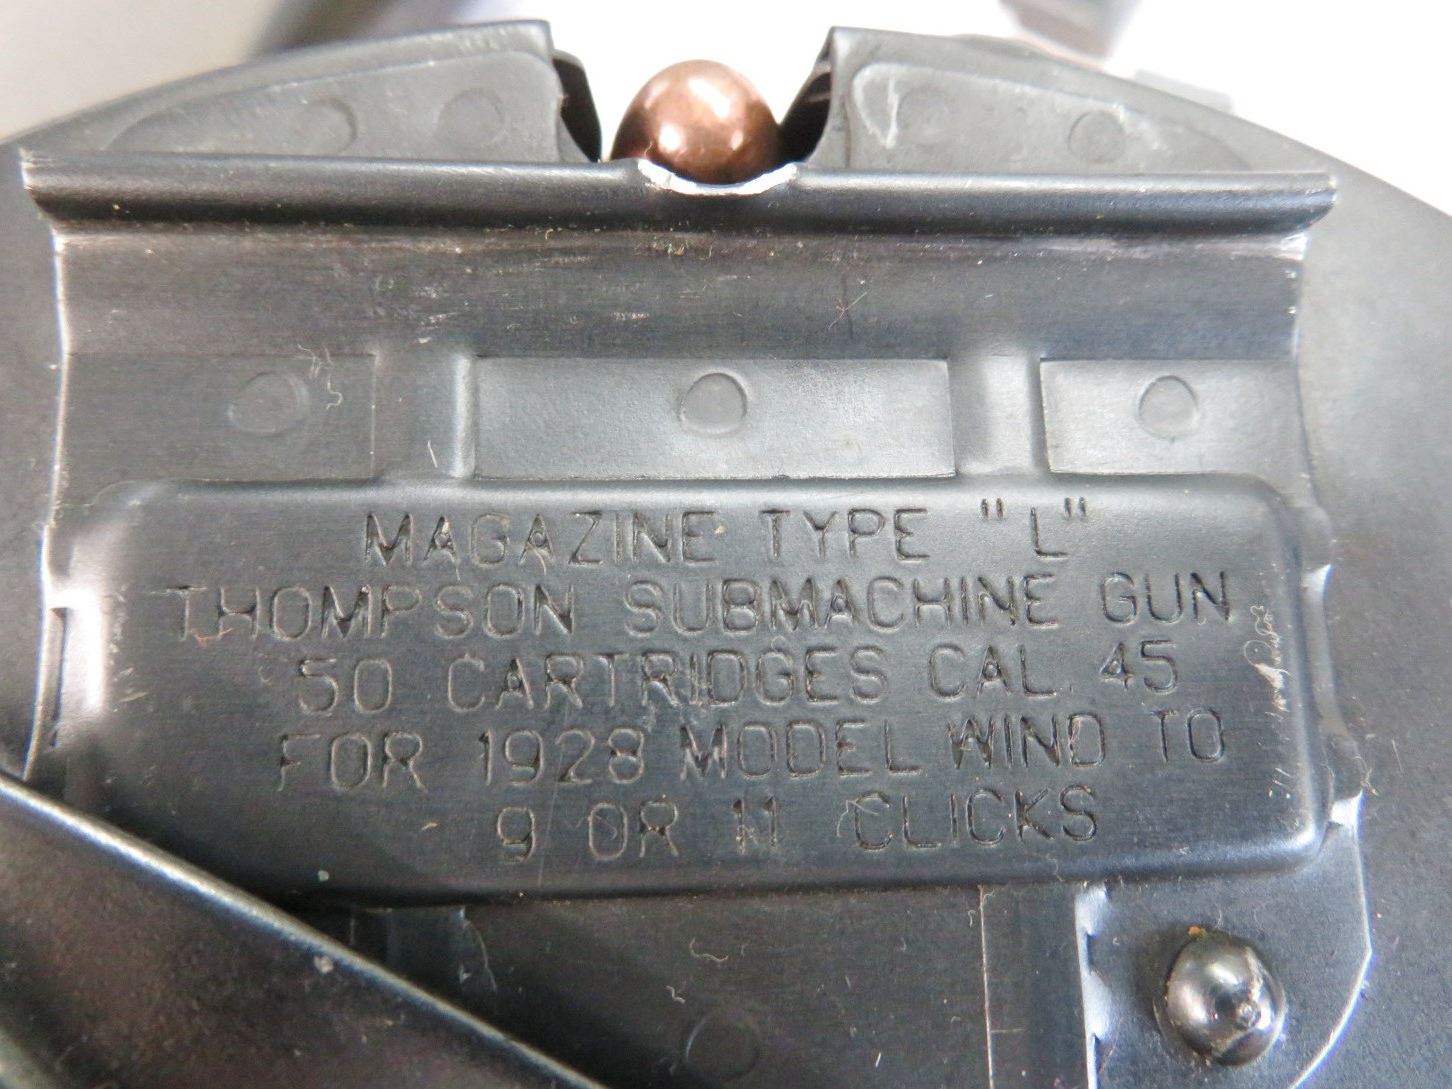 MAGAZINE TYPE "L"
THOMPSON SUBMACHINE GUN
50 CARTRIDGES CAL. 45
FOR 1928 MODEL WIND TO
9 OR 11 CLICKS